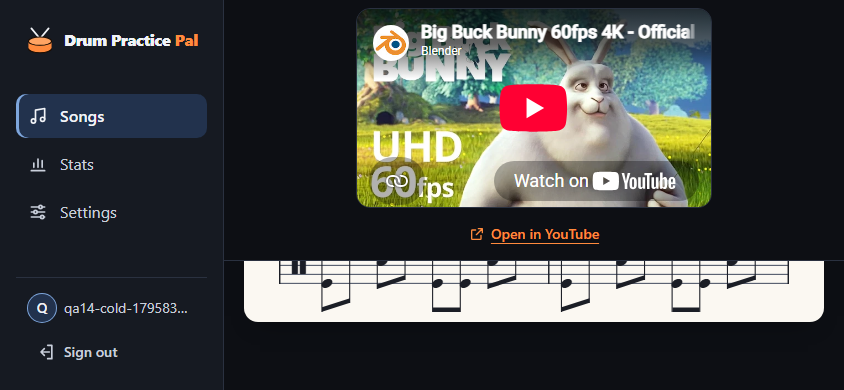 Drum Practice Pal
Songs
Stats
Settings
Q qa14-cold-179583...
Sign out
Big Buck Bunny 60fps 4K - Official
Blender
BUNNY
UHD
60fps
Watch on YouTube
Open in YouTube